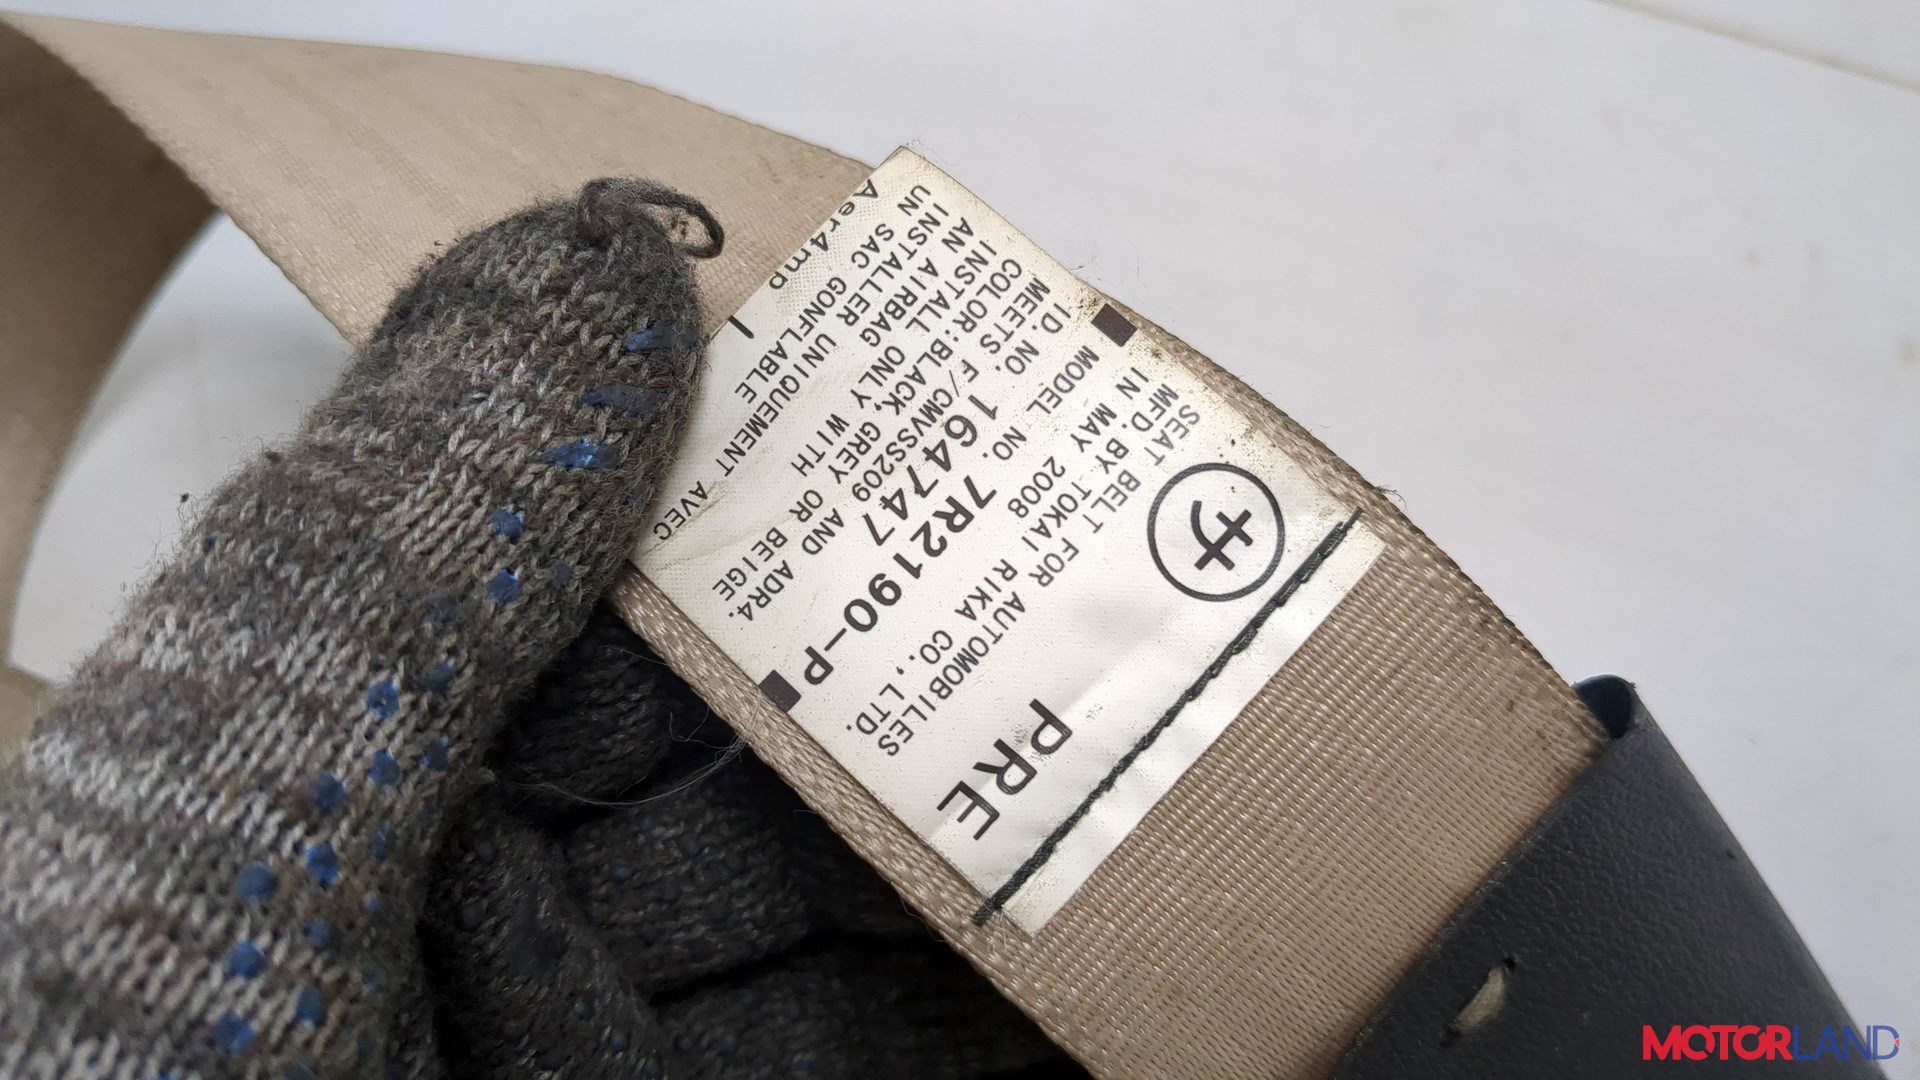 サ
PRE
SEAT BELT FOR AUTOMOBILES
MFD.BY TOKAI RIKA CO., LTD.
IN MAY 2008
MODEL NO. 7R2190-P
ID. NO. 164747
MEETS F/CMVSS209 AND ADR4.
COLOR:BLACK, GREY OR BEIGE
INSTALL ONLY WITH
AN AIRBAG
INSTALLER UNIQUEMENT AVEC
UN SAC GONFLABLE
MOTORLAND